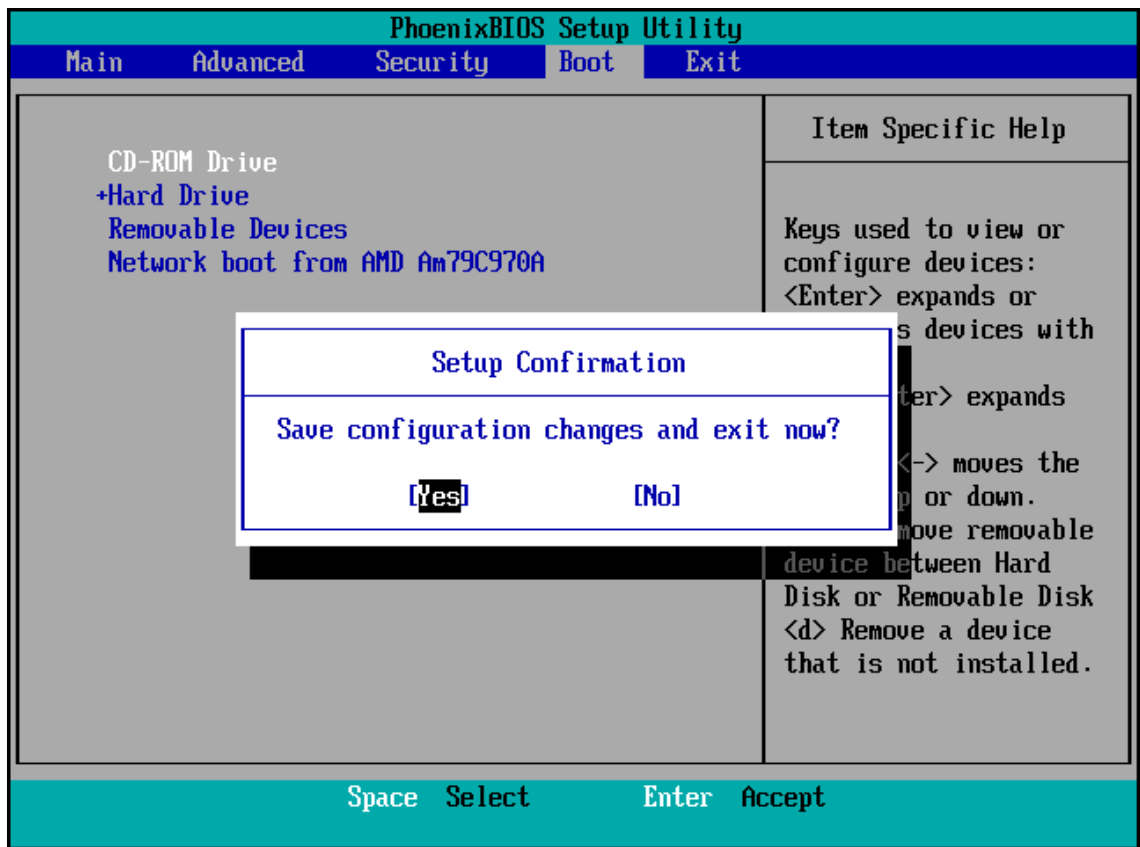 PhoenixBIOS Setup Utility
Main Advanced Security Boot Exit
CD-ROM Drive
+Hard Drive
Removable Devices
Network boot from AMD Am79C970A
Item Specific Help
Keys used to view or
configure devices:
<Enter> expands or
devices with
expands
<-> moves the
or down.
move removable
device between Hard
Disk or Removable Disk
<d> Remove a device
that is not installed.
Setup Confirmation
Save configuration changes and exit now?
[Yes] [No]
Space Select Enter Accept